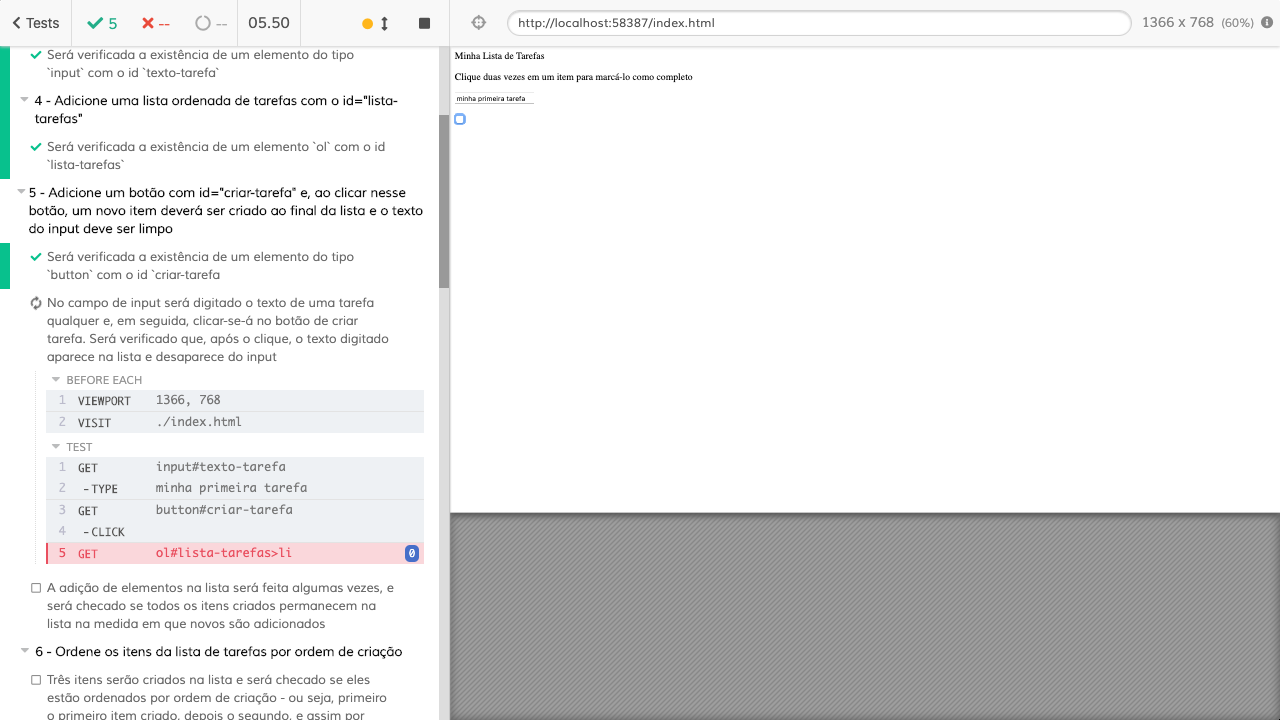 Tests 5 -- -- 05.50
http://localhost:58387/index.html 1366 x 768 (60%)
Será verificada a existência de um elemento do tipo
`input` com o id `texto-tarefa`
4 - Adicione uma lista ordenada de tarefas com o id="lista-
tarefas"
Será verificada a existência de um elemento `ol` com o id
`lista-tarefas`
5 - Adicione um botão com id="criar-tarefa" e, ao clicar nesse
botão, um novo item deverá ser criado ao final da lista e o texto
do input deve ser limpo
Será verificada a existência de um elemento do tipo
`button` com o id `criar-tarefa
No campo de input será digitado o texto de uma tarefa
qualquer e, em seguida, clicar-se-á no botão de criar
tarefa. Será verificado que, após o clique, o texto digitado
aparece na lista e desaparece do input
BEFORE EACH
1 VIEWPORT 1366, 768
2 VISIT ./index.html
TEST
1 GET input#texto-tarefa
2 -TYPE minha primeira tarefa
3 GET button#criar-tarefa
4 -CLICK
5 GET ol#lista-tarefas>li 0
A adição de elementos na lista será feita algumas vezes, e
será checado se todos os itens criados permanecem na
lista na medida em que novos são adicionados
6 - Ordene os itens da lista de tarefas por ordem de criação
Três itens serão criados na lista e será checado se eles
estão ordenados por ordem de criação - ou seja, primeiro
o primeiro item criado, depois o segundo, e assim por
Minha Lista de Tarefas
Clique duas vezes em um item para marcá-lo como completo
minha primeira tarefa